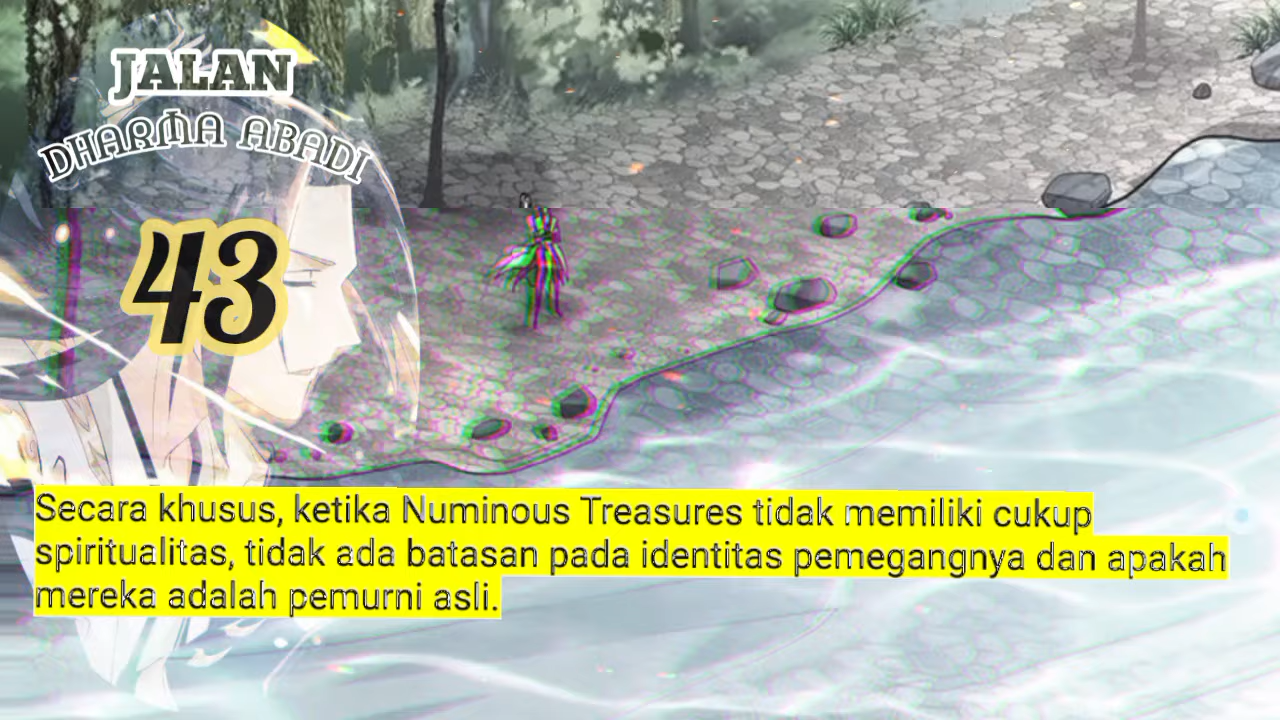 JALAN
DHARMA ABADI
43
Secara khusus, ketika Numinous Treasures tidak memiliki cukup
spiritualitas, tidak ada batasan pada identitas pemegangnya dan apakah
mereka adalah pemurni asli.